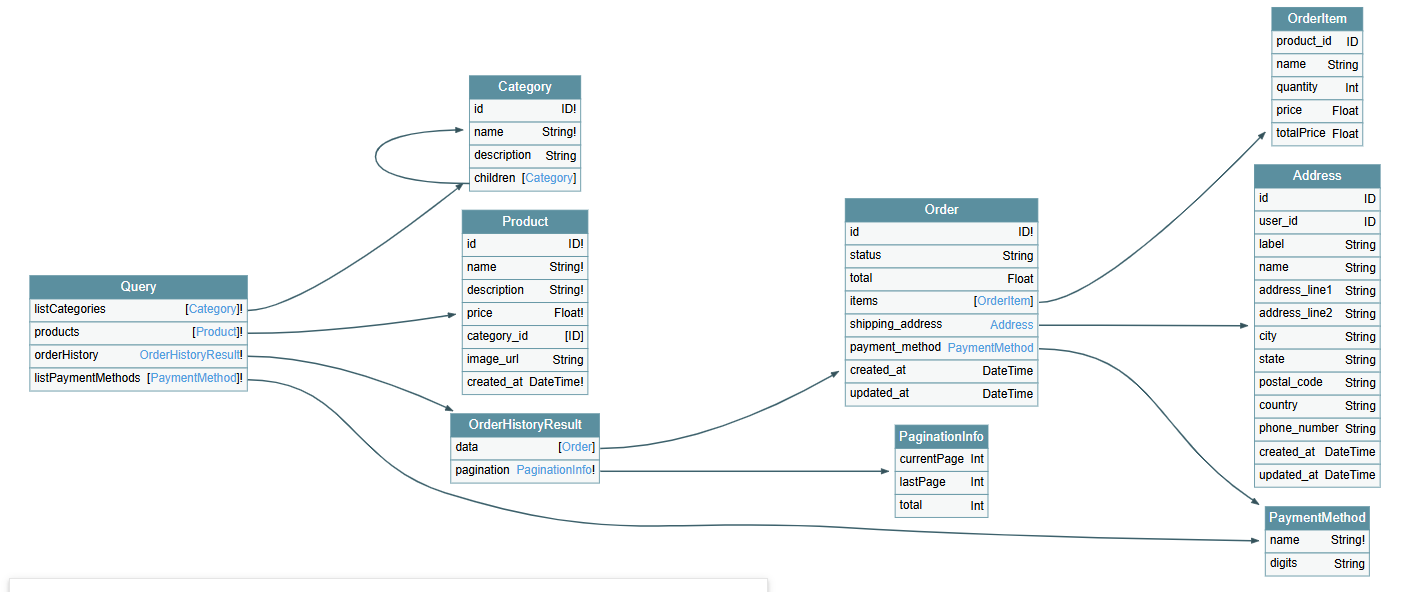 Query
listCategories [Category]!
products [Product]!
orderHistory OrderHistoryResult!
listPaymentMethods [PaymentMethod]!
Category
id ID!
name String!
description String
children [Category]
Product
id ID!
name String!
description String!
price Float!
category_id [ID]
image_url String
created_at DateTime!
OrderHistoryResult
data [Order]
pagination PaginationInfo!
Order
id ID!
status String
total Float
items [OrderItem]
shipping_address Address
payment_method PaymentMethod
created_at DateTime
updated_at DateTime
PaginationInfo
currentPage Int
lastPage Int
total Int
OrderItem
product_id ID
name String
quantity Int
price Float
totalPrice Float
Address
id ID
user_id ID
label String
name String
address_line1 String
address_line2 String
city String
state String
postal_code String
country String
phone_number String
created_at DateTime
updated_at DateTime
PaymentMethod
name String!
digits String